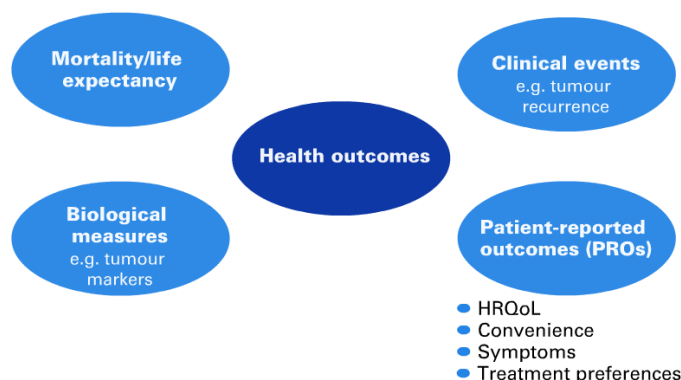 Mortality/life
expectancy
Clinical events
e.g. tumour
recurrence
Health outcomes
Biological
measures
e.g. tumour
markers
Patient-reported
outcomes (PROs)
HRQoL
Convenience
Symptoms
Treatment preferences